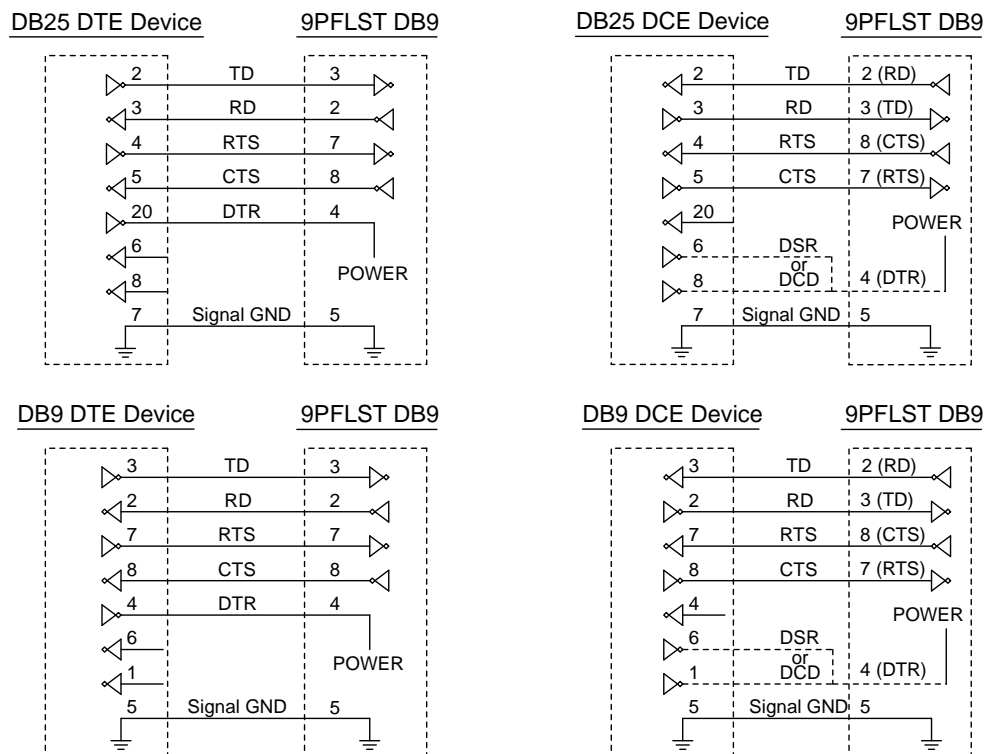 DB25 DTE Device 9PFLST DB9
2 TD 3
3 RD 2
4 RTS 7
5 CTS 8
20 DTR 4
6
8
POWER
7 Signal GND 5
DB25 DCE Device 9PFLST DB9
2 TD 2 (RD)
3 RD 3 (TD)
4 RTS 8 (CTS)
5 CTS 7 (RTS)
20
POWER
6 DSR
or
8 DCD 4 (DTR)
7 Signal GND 5
DB9 DTE Device 9PFLST DB9
3 TD 3
2 RD 2
7 RTS 7
8 CTS 8
4 DTR 4
6
POWER
1
5 Signal GND 5
DB9 DCE Device 9PFLST DB9
3 TD 2 (RD)
2 RD 3 (TD)
7 RTS 8 (CTS)
8 CTS 7 (RTS)
4
POWER
6 DSR
or
1 DCD 4 (DTR)
5 Signal GND 5